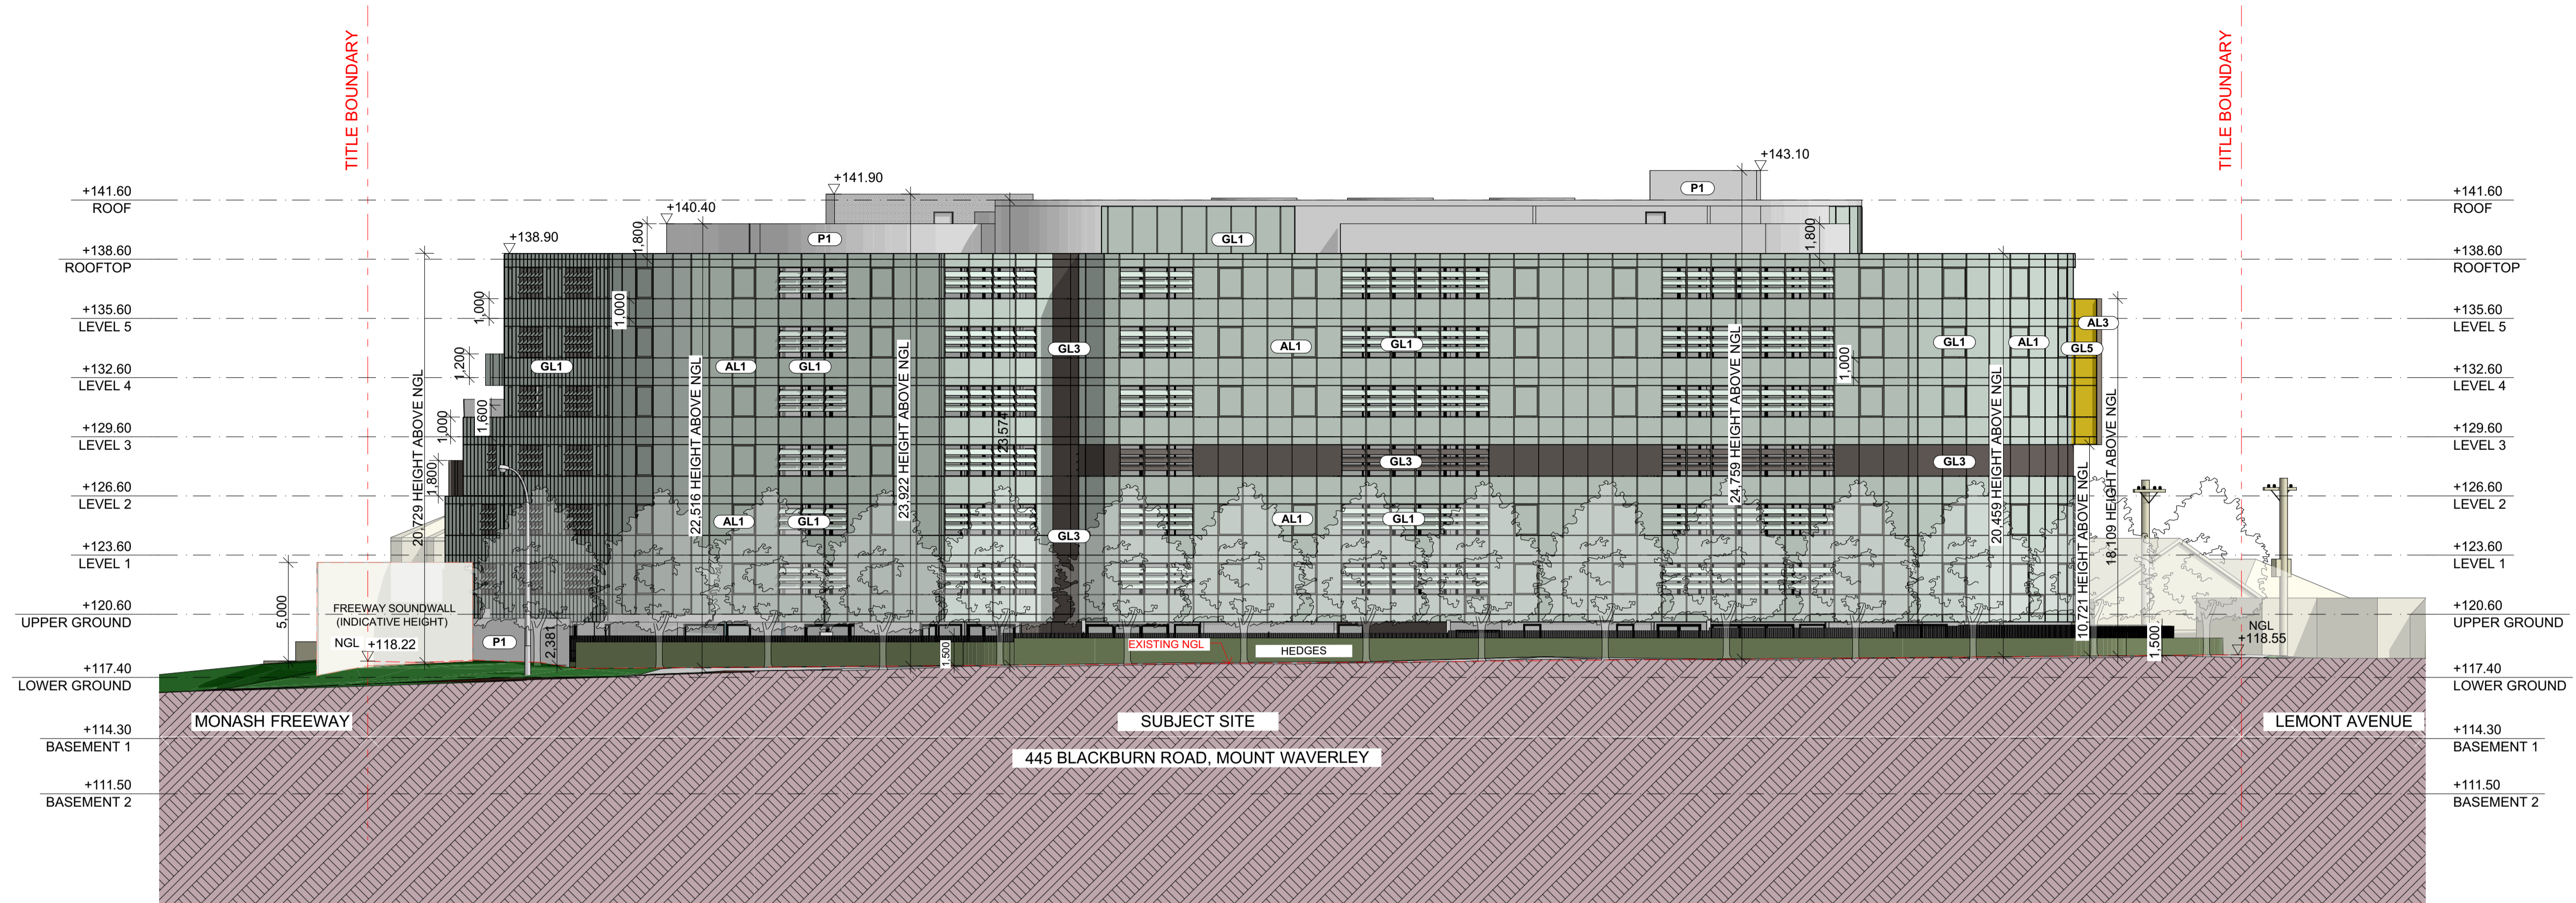 TITLE BOUNDARY
TITLE BOUNDARY
+141.60
ROOF
+138.60
ROOFTOP
+135.60
LEVEL 5
+132.60
LEVEL 4
+129.60
LEVEL 3
+126.60
LEVEL 2
+123.60
LEVEL 1
+120.60
UPPER GROUND
+117.40
LOWER GROUND
+114.30
BASEMENT 1
+111.50
BASEMENT 2
+143.10
+141.90
+140.40
+138.90
P1
P1
GL1
1,800
1,800
1,000
1,000
1,200
1,600
1,000
1,800
1,000
GL1
AL1
GL1
GL3
AL1
GL1
GL1
AL1
AL3
GL5
GL3
GL3
AL1
GL1
GL3
AL1
GL1
20,729 HEIGHT ABOVE NGL
22,516 HEIGHT ABOVE NGL
23,922 HEIGHT ABOVE NGL
23,574
24,759 HEIGHT ABOVE NGL
20,459 HEIGHT ABOVE NGL
10,721 HEIGHT ABOVE NGL
18,109 HEIGHT ABOVE NGL
5,000
FREEWAY SOUNDWALL
(INDICATIVE HEIGHT)
NGL +118.22
P1
2,381
1,500
EXISTING NGL
HEDGES
1,500
NGL
+118.55
MONASH FREEWAY
SUBJECT SITE
LEMONT AVENUE
445 BLACKBURN ROAD, MOUNT WAVERLEY
+141.60
ROOF
+138.60
ROOFTOP
+135.60
LEVEL 5
+132.60
LEVEL 4
+129.60
LEVEL 3
+126.60
LEVEL 2
+123.60
LEVEL 1
+120.60
UPPER GROUND
+117.40
LOWER GROUND
+114.30
BASEMENT 1
+111.50
BASEMENT 2